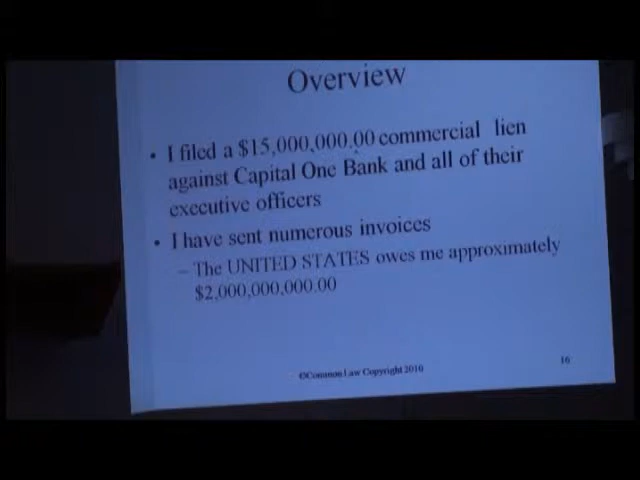 Overview
• I filed a $15,000,000.00 commercial lien
against Capital One Bank and all of their
executive officers
• I have sent numerous invoices
– The UNITED STATES owes me approximately
$2,000,000,000.00
©Common Law Copyright 2010
16